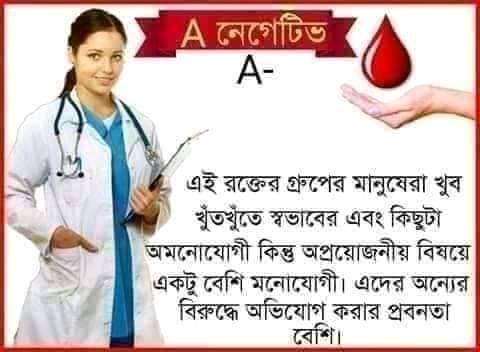 A নেগেটিভ
A-
এই রক্তের গ্রুপের মানুষেরা খুব
খুঁতখুঁতে স্বভাবের এবং কিছুটা
অমনোযোগী কিন্তু অপ্রয়োজনীয় বিষয়ে
একটু বেশি মনোযোগী। এদের অন্যের
বিরুদ্ধে অভিযোগ করার প্রবনতা
বেশি।